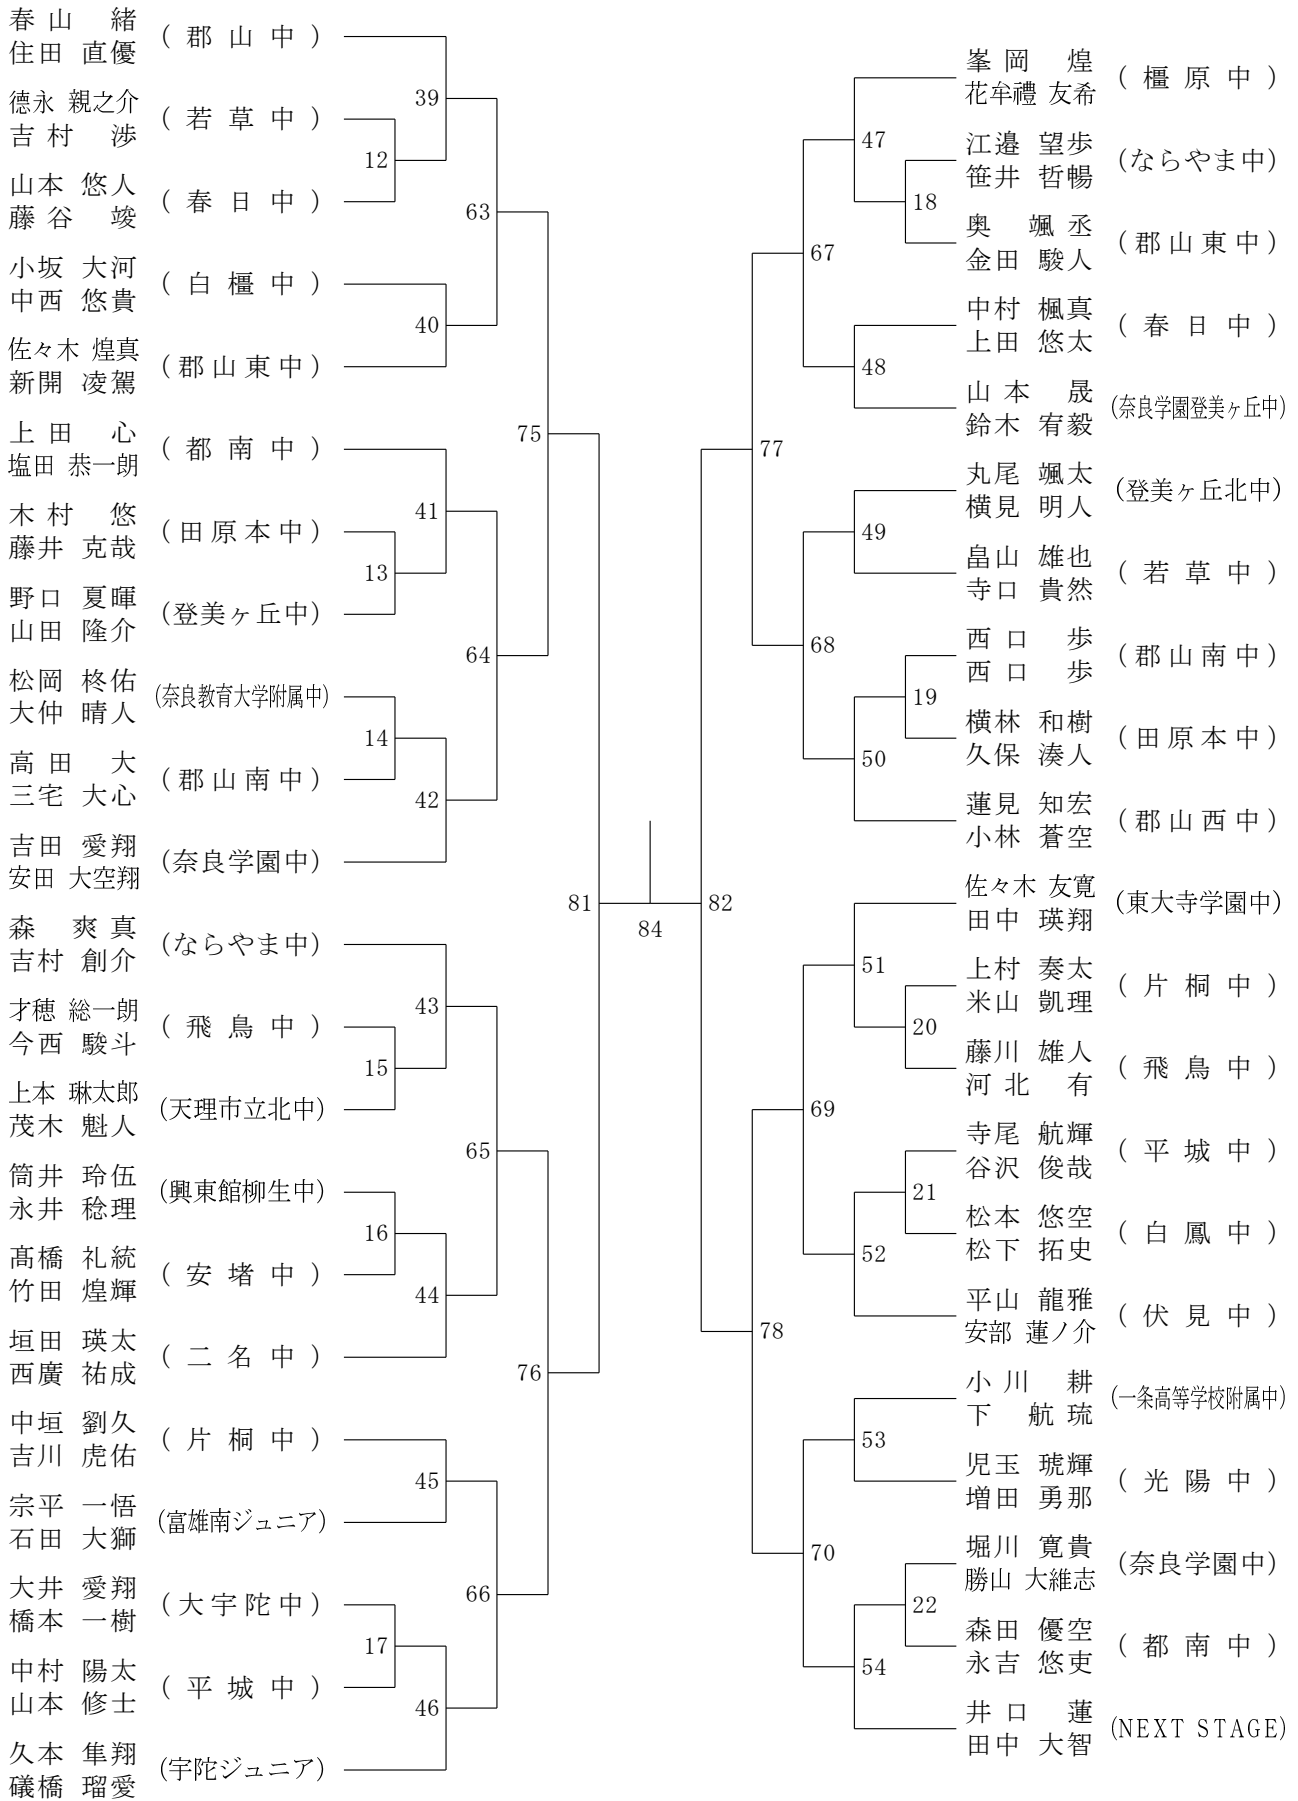 春山 緒
住田 直優
(郡山中)
德永 親之介
吉村 渉
(若草中)
山本 悠人
藤谷 竣
(春日中)
小坂 大河
中西 悠貴
(白橿中)
佐々木 煌真
新開 凌駕
(郡山東中)
上田 心
塩田 恭一朗
(都南中)
木村 悠
藤井 克哉
(田原本中)
野口 夏暉
山田 隆介
(登美ヶ丘中)
松岡 柊佑
大仲 晴人
(奈良教育大学附属中)
高田 大
三宅 大心
(郡山南中)
吉田 愛翔
安田 大空翔
(奈良学園中)
森 爽真
吉村 創介
(ならやま中)
才穂 総一朗
今西 駿斗
(飛鳥中)
上本 琳太郎
茂木 魁人
(天理市立北中)
筒井 玲伍
永井 稔理
(興東館柳生中)
髙橋 礼統
竹田 煌輝
(安堵中)
垣田 瑛太
西廣 祐成
(二名中)
中垣 劉久
吉川 虎佑
(片桐中)
宗平 一悟
石田 大獅
(富雄南ジュニア)
大井 愛翔
橋本 一樹
(大宇陀中)
中村 陽太
山本 修士
(平城中)
久本 隼翔
礒橋 瑠愛
(宇陀ジュニア)
39
12
63
40
75
41
13
64
14
42
81
43
15
65
16
44
76
45
66
17
46
84
82
47
18
67
48
77
49
68
19
50
51
20
69
21
52
78
53
70
22
54
峯岡 煌
花牟禮 友希
(橿原中)
江邉 望歩
笹井 哲暢
(ならやま中)
奥 颯丞
金田 駿人
(郡山東中)
中村 楓真
上田 悠太
(春日中)
山本 晟
鈴木 宥毅
(奈良学園登美ヶ丘中)
丸尾 颯太
横見 明人
(登美ヶ丘北中)
畠山 雄也
寺口 貴然
(若草中)
西口 歩
西口 歩
(郡山南中)
横林 和樹
久保 湊人
(田原本中)
蓮見 知宏
小林 蒼空
(郡山西中)
佐々木 友寛
田中 瑛翔
(東大寺学園中)
上村 奏太
米山 凱理
(片桐中)
藤川 雄人
河北 有
(飛鳥中)
寺尾 航輝
谷沢 俊哉
(平城中)
松本 悠空
松下 拓史
(白鳳中)
平山 龍雅
安部 蓮ノ介
(伏見中)
小川 耕
下 航琉
(一条高等学校附属中)
児玉 琥輝
増田 勇那
(光陽中)
堀川 寛貴
勝山 大維志
(奈良学園中)
森田 優空
永吉 悠吏
(都南中)
井口 蓮
田中 大智
(NEXT STAGE)